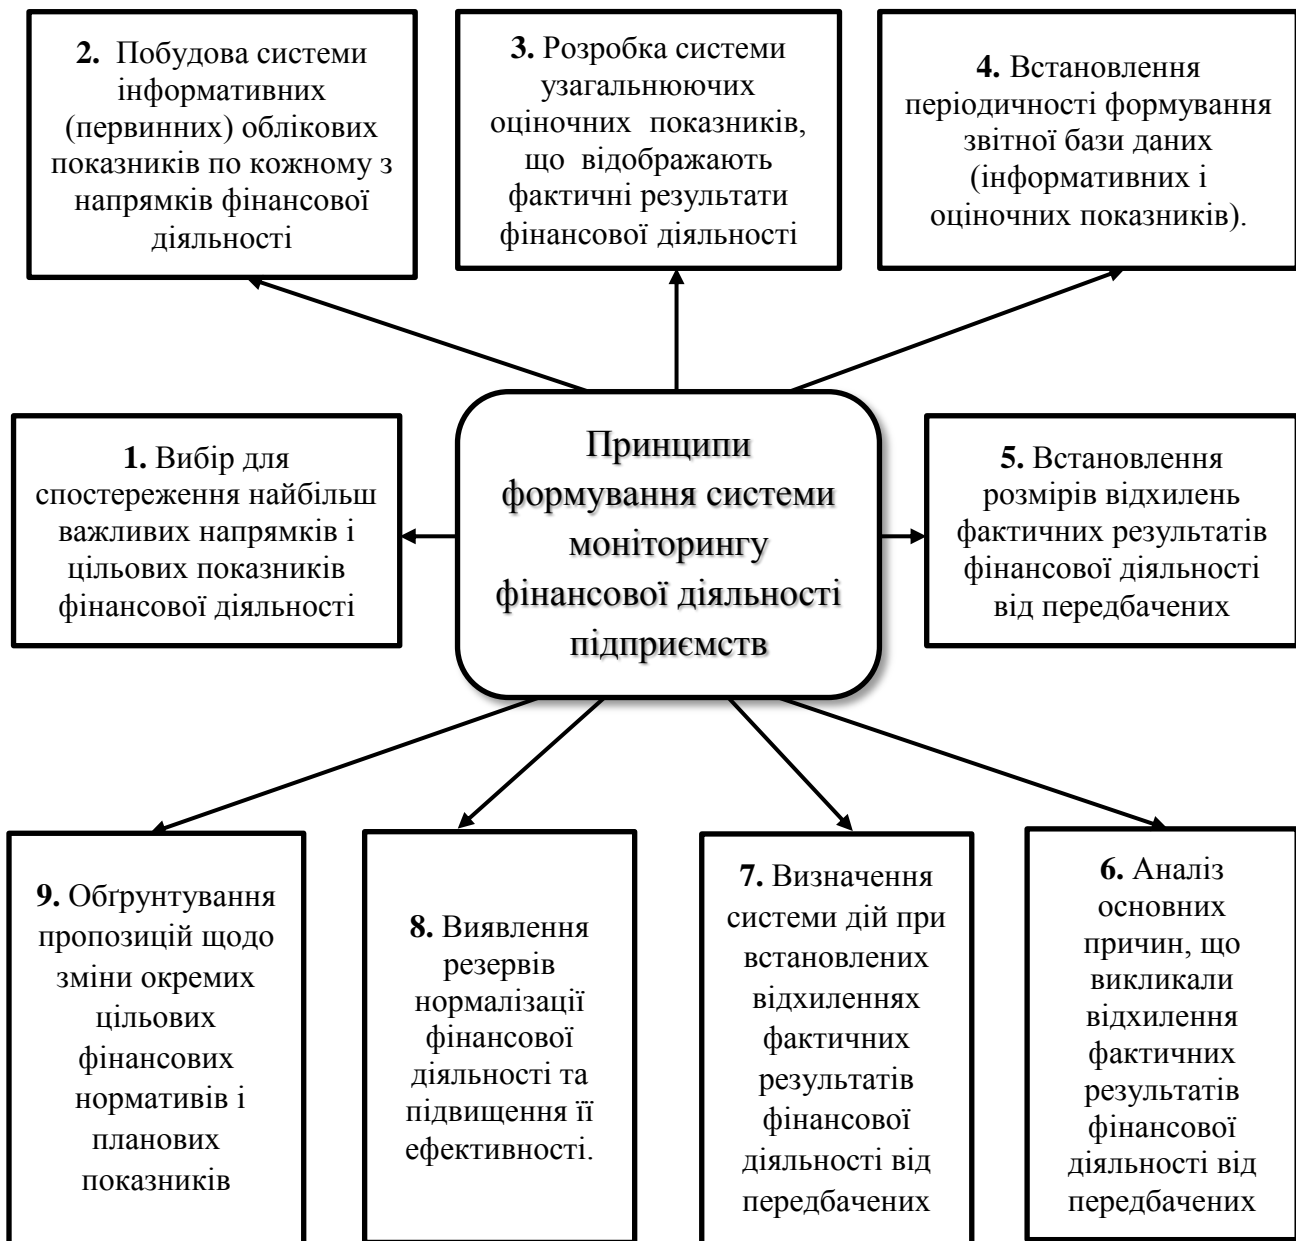 2. Побудова системи
інформативних
(первинних) облікових
показників по кожному з
напрямків фінансової
діяльності
3. Розробка системи
узагальнюючих
оціночних показників,
що відображають
фактичні результати
фінансової діяльності
4. Встановлення
періодичності формування
звітної бази даних
(інформативних і
оціночних показників).
1. Вибір для
спостереження найбільш
важливих напрямків і
цільових показників
фінансової діяльності
Принципи
формування системи
моніторингу
фінансової діяльності
підприємств
5. Встановлення
розмірів відхилень
фактичних результатів
фінансової діяльності
від передбачених
9. Обґрунтування
пропозицій щодо
зміни окремих
цільових
фінансових
нормативів і
планових
показників
8. Виявлення
резервів
нормалізації
фінансової
діяльності та
підвищення її
ефективності.
7. Визначення
системи дій при
встановлених
відхиленнях
фактичних
результатів
фінансової
діяльності від
передбачених
6. Аналіз
основних
причин, що
викликали
відхилення
фактичних
результатів
фінансової
діяльності від
передбачених